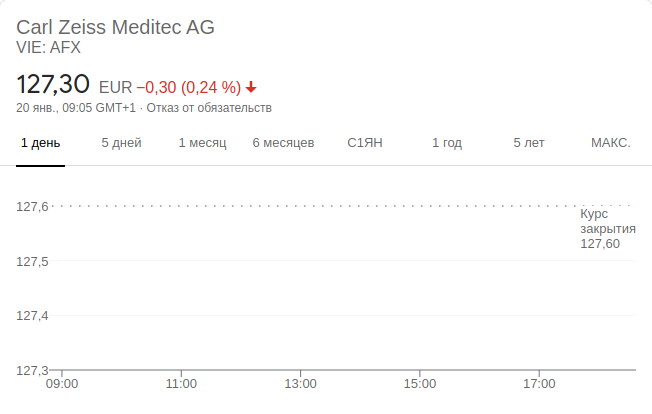 Carl Zeiss Meditec AG
VIE: AFX
127,30 EUR −0,30 (0,24 %)
20 янв., 09:05 GMT+1 · Отказ от обязательств
1 день 5 дней 1 месяц 6 месяцев С1ЯН 1 год 5 лет МАКС.
127,6
Курс
закрытия
127,60
127,5
127,4
127,3
09:00 11:00 13:00 15:00 17:00